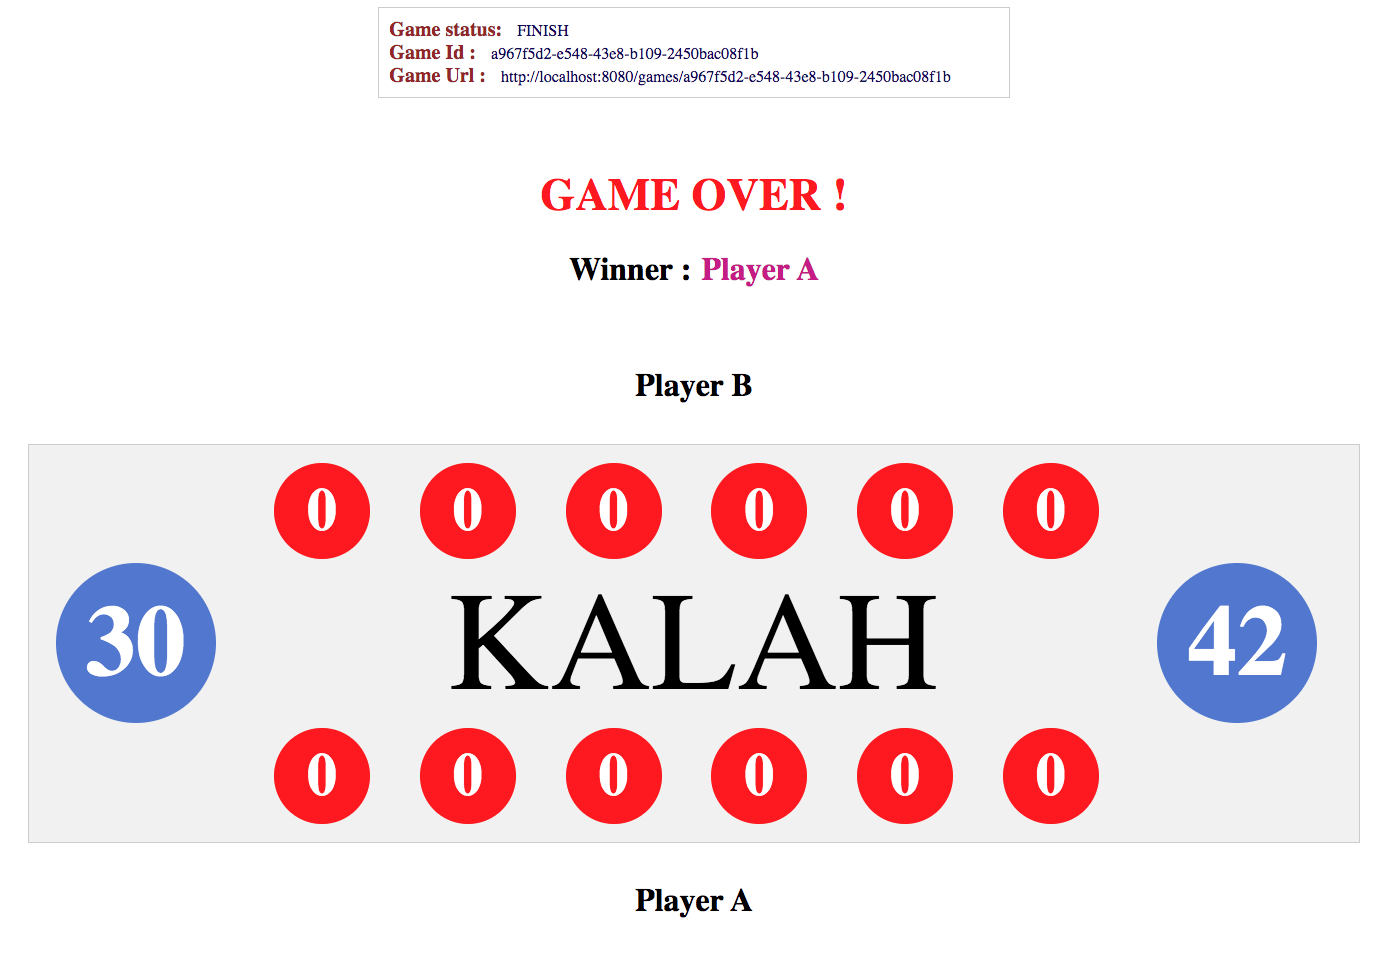 Game status: FINISH
Game Id : a967f5d2-e548-43e8-b109-2450bac08f1b
Game Url : http://localhost:8080/games/a967f5d2-e548-43e8-b109-2450bac08f1b
GAME OVER !
Winner : Player A
Player B
0 0 0 0 0 0
30 KALAH 42
0 0 0 0 0 0
Player A